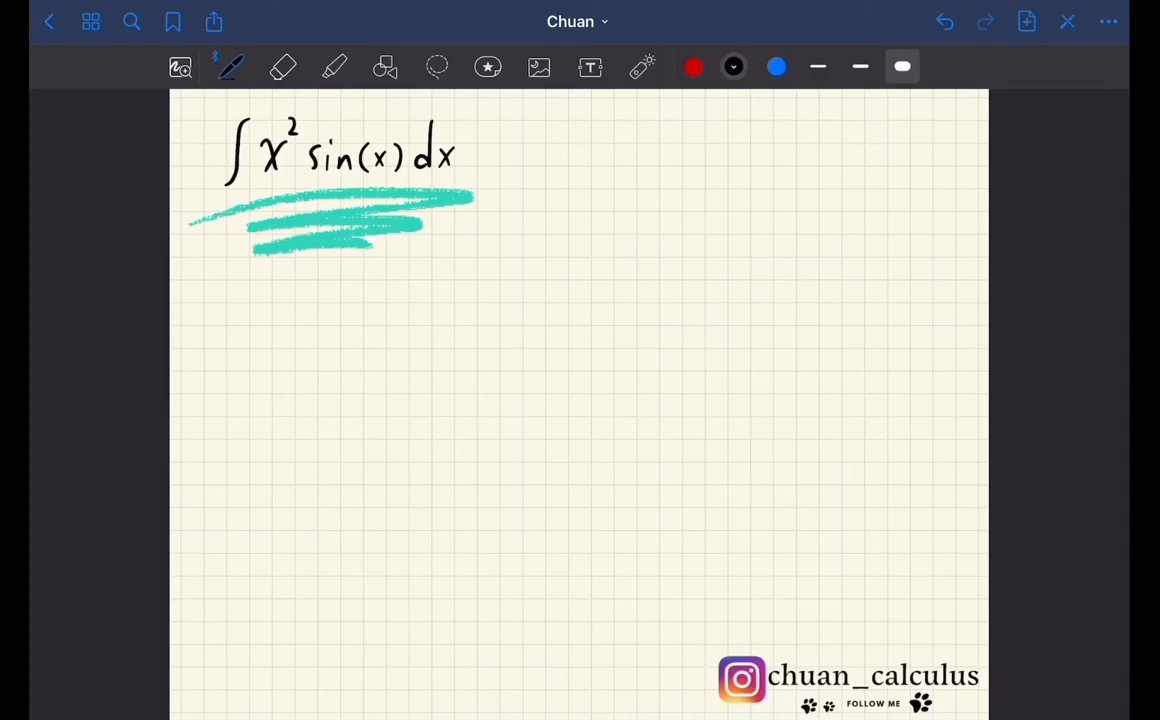 Chuan
∫ x² sin(x) dx
chuan_calculus
FOLLOW ME